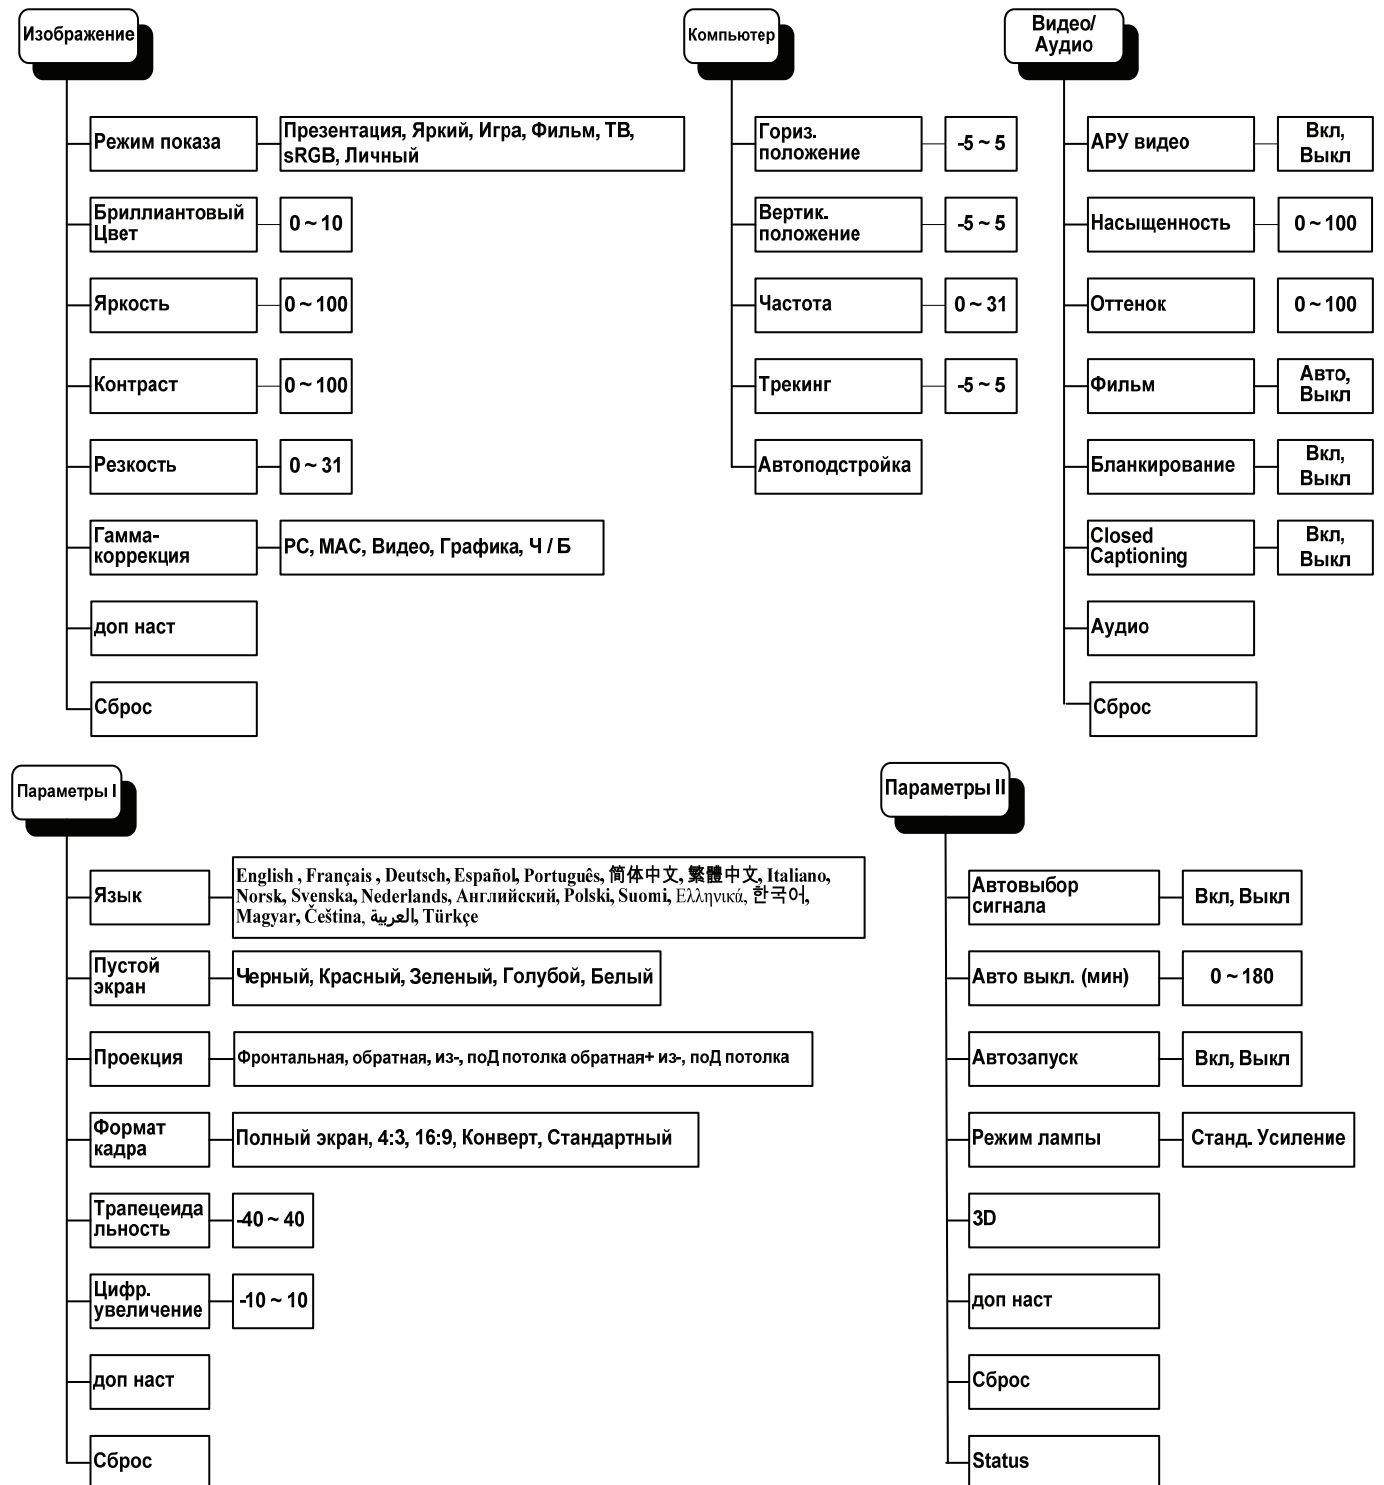 Изображение
Режим показа
Презентация, Яркий, Игра, Фильм, ТВ,
sRGB, Личный
Бриллиантовый
Цвет
0 ~ 10
Яркость
0 ~ 100
Контраст
0 ~ 100
Резкость
0 ~ 31
Гамма-
коррекция
PC, MAC, Видео, Графика, Ч / Б
доп наст
Сброс
Компьютер
Гориз.
положение
-5 ~ 5
Вертик.
положение
-5 ~ 5
Частота
0 ~ 31
Трекинг
-5 ~ 5
Автоподстройка
Видео/
Аудио
АРУ видео
Вкл,
Выкл
Насыщенность
0 ~ 100
Оттенок
0 ~ 100
Фильм
Авто,
Выкл
Бланкирование
Вкл,
Выкл
Closed
Captioning
Вкл,
Выкл
Аудио
Сброс
Параметры I
Язык
English , Français , Deutsch, Español, Português, 简体中文, 繁體中文, Italiano,
Norsk, Svenska, Nederlands, Английский, Polski, Suomi, Ελληνικά, 한국어,
Magyar, Čeština, العربية, Türkçe
Пустой
экран
Черный, Красный, Зеленый, Голубой, Белый
Проекция
Фронтальная, обратная, из-, поД потолка обратная+ из-, поД потолка
Формат
кадра
Полный экран, 4:3, 16:9, Конверт, Стандартный
Трапецеида
льность
-40 ~ 40
Цифр.
увеличение
-10 ~ 10
доп наст
Сброс
Параметры II
Автовыбор
сигнала
Вкл, Выкл
Авто выкл. (мин)
0 ~ 180
Автозапуск
Вкл, Выкл
Режим лампы
Станд. Усиление
3D
доп наст
Сброс
Status